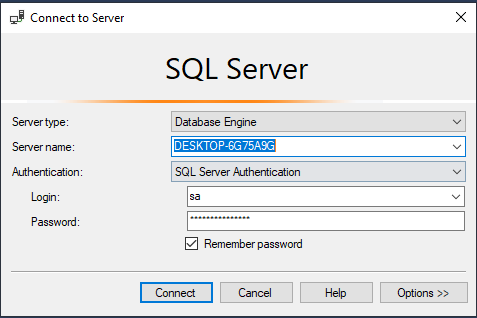 Connect to Server
SQL Server
Server type: Database Engine
Server name: DESKTOP-6G75A9G
Authentication: SQL Server Authentication
Login: sa
Password: ***************
Remember password
Connect Cancel Help Options >>